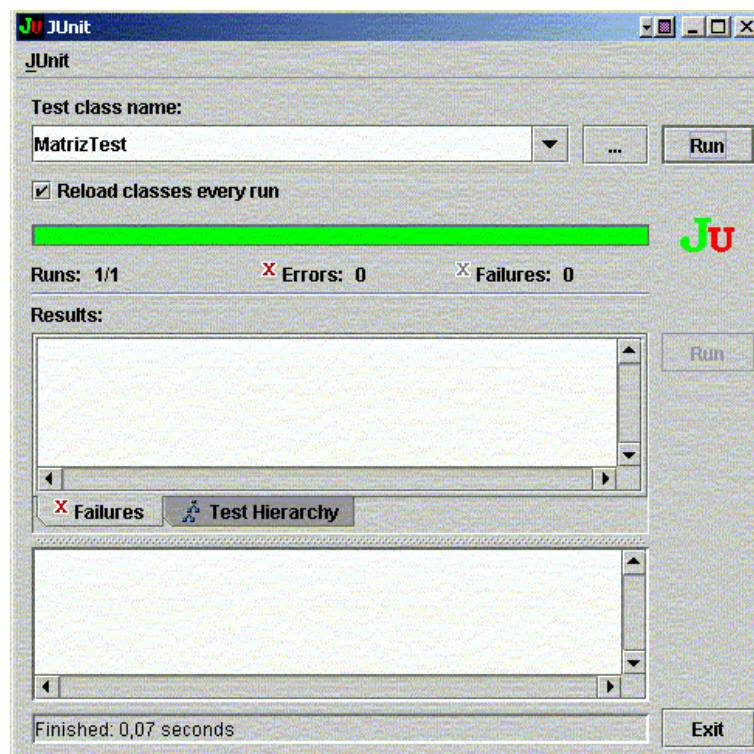 JU JUnit
JUnit
Test class name:
MatrizTest
...
Run
Reload classes every run
JU
Runs: 1/1
X Errors: 0
X Failures: 0
Results:
Run
X Failures
Test Hierarchy
Finished: 0,07 seconds
Exit